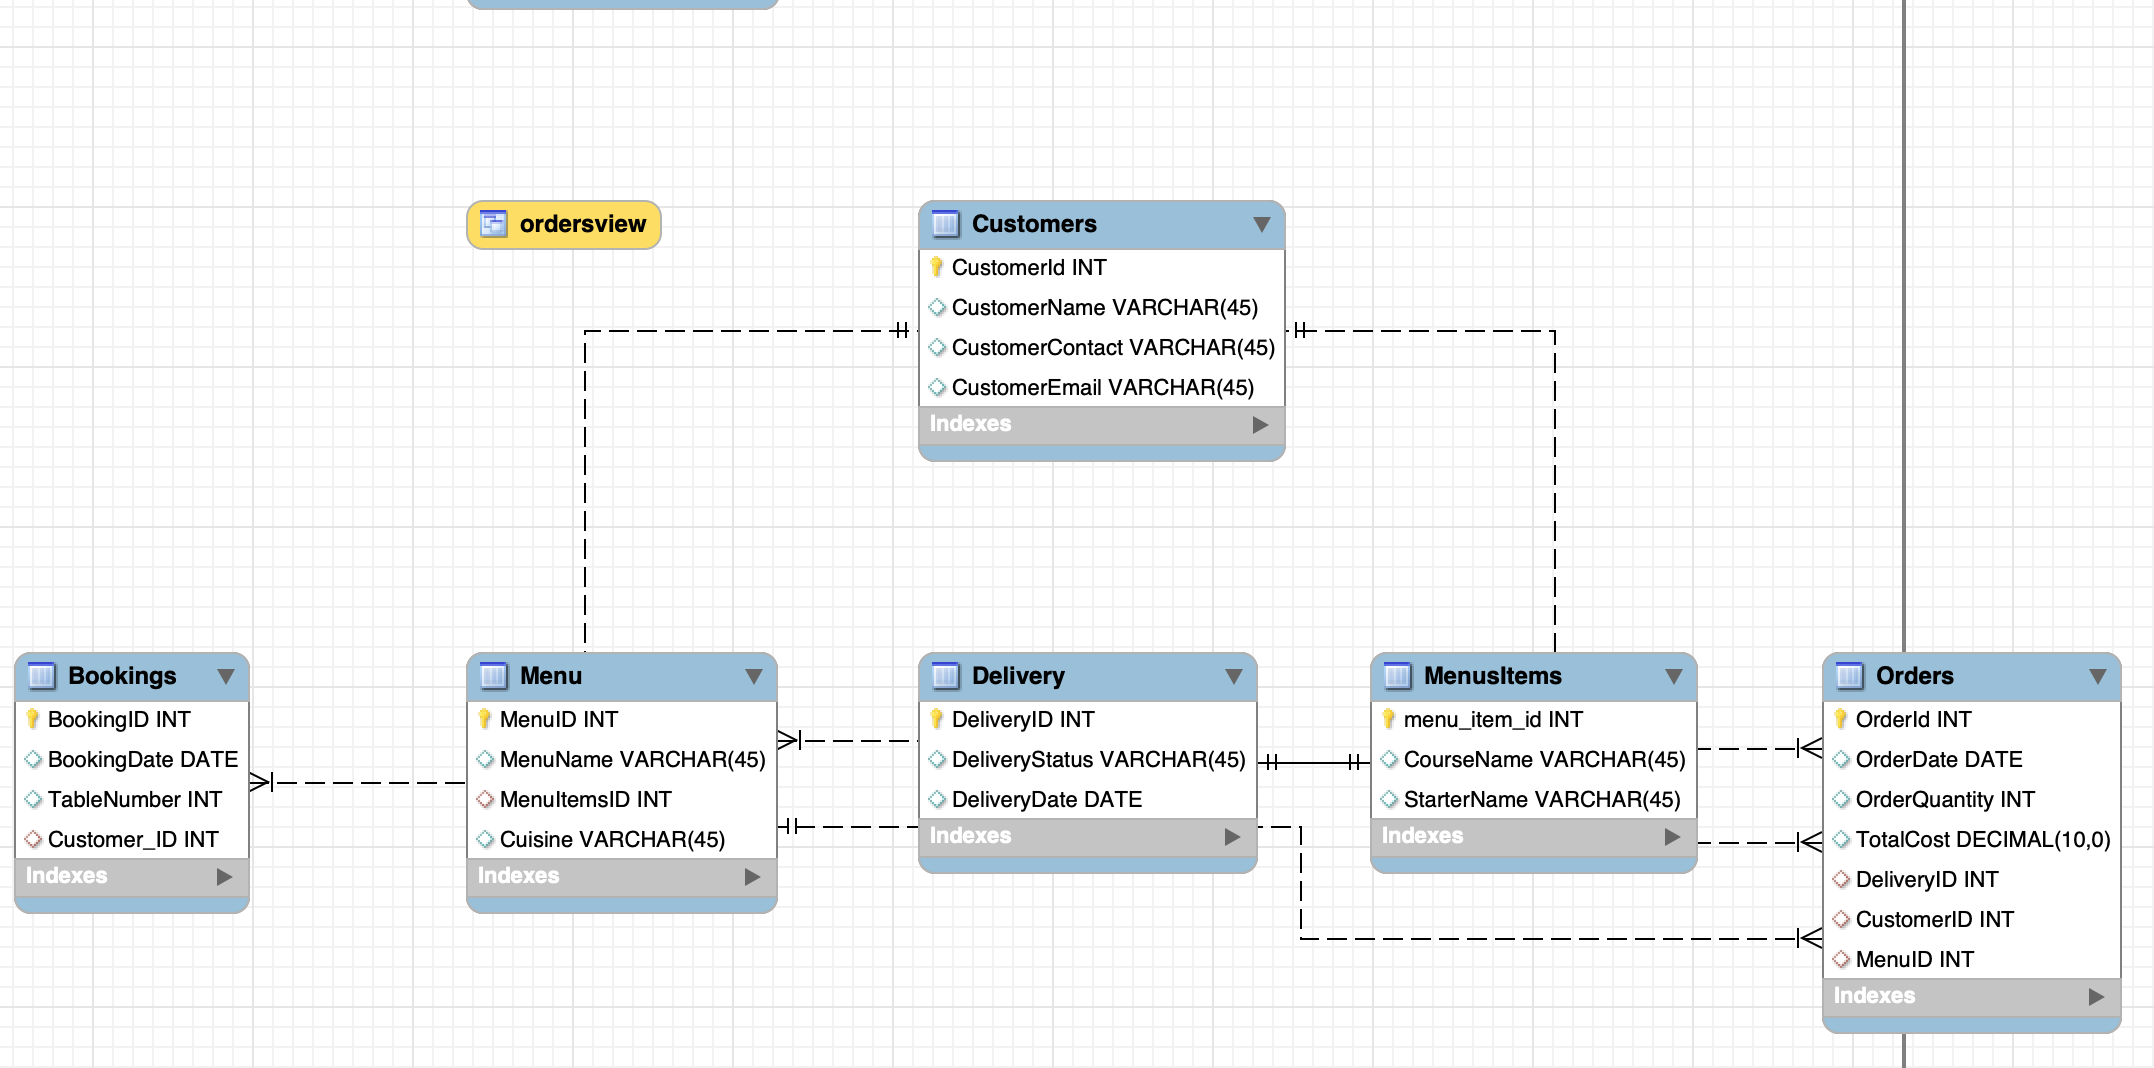 ordersview
Customers
CustomerId INT
CustomerName VARCHAR(45)
CustomerContact VARCHAR(45)
CustomerEmail VARCHAR(45)
Indexes
Bookings
BookingID INT
BookingDate DATE
TableNumber INT
Customer_ID INT
Indexes
Menu
MenuID INT
MenuName VARCHAR(45)
MenuItemsID INT
Cuisine VARCHAR(45)
Indexes
Delivery
DeliveryID INT
DeliveryStatus VARCHAR(45)
DeliveryDate DATE
Indexes
MenusItems
menu_item_id INT
CourseName VARCHAR(45)
StarterName VARCHAR(45)
Indexes
Orders
OrderId INT
OrderDate DATE
OrderQuantity INT
TotalCost DECIMAL(10,0)
DeliveryID INT
CustomerID INT
MenuID INT
Indexes